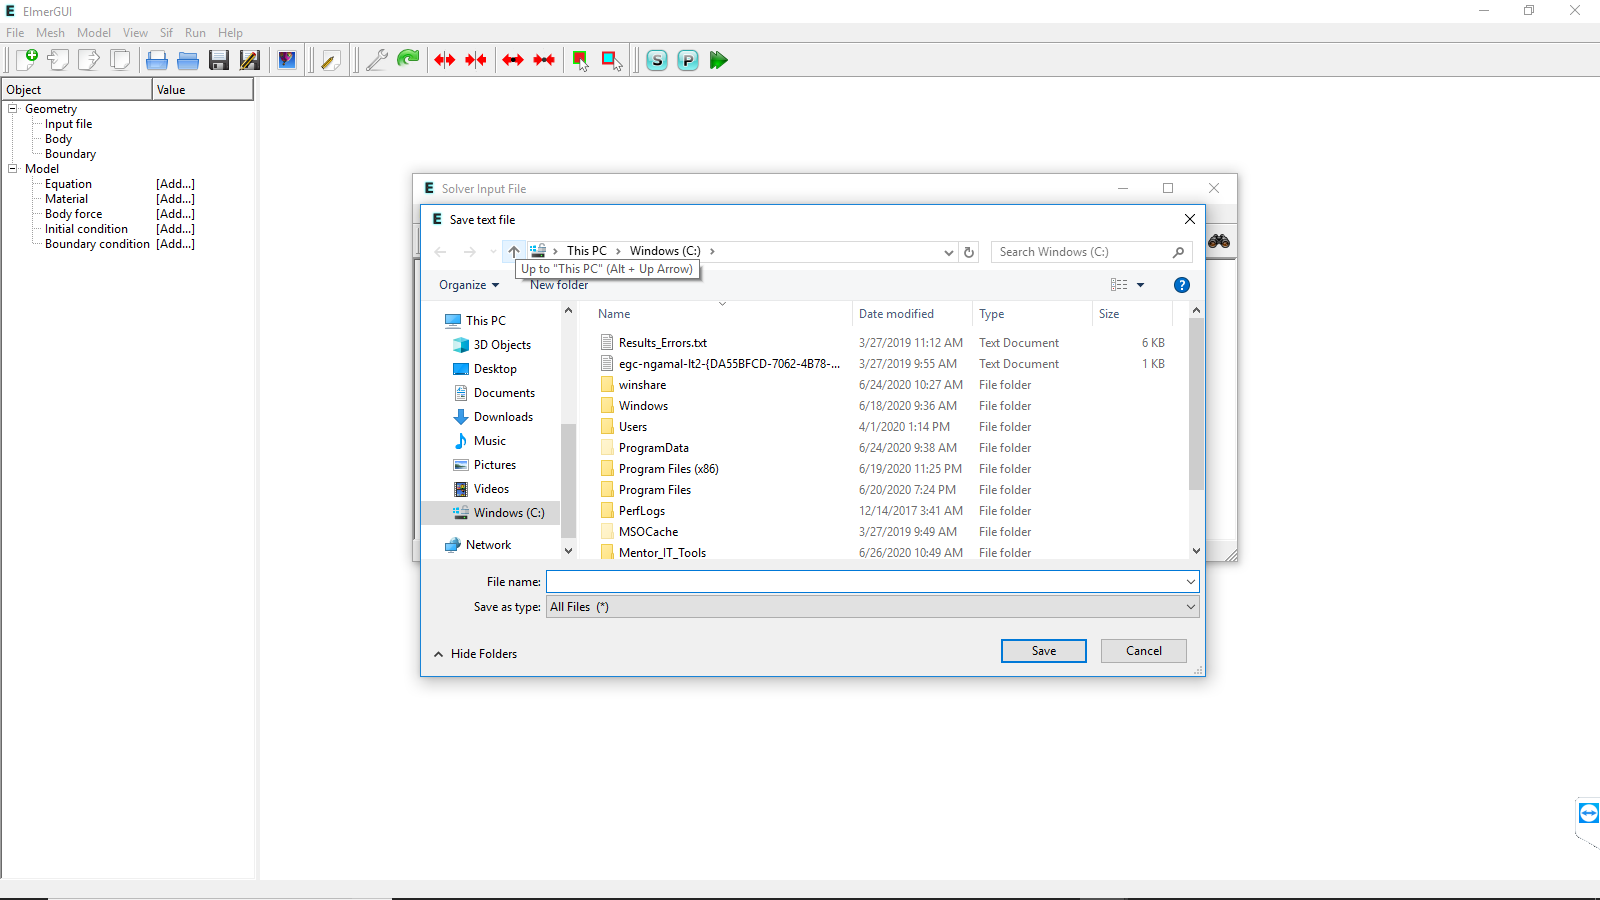 E ElmerGUI
File Mesh Model View Sif Run Help
S P
Object Value
Geometry
Input file
Body
Boundary
Model
Equation [Add...]
Material [Add...]
Body force [Add...]
Initial condition [Add...]
Boundary condition [Add...]
E Solver Input File
E Save text file
This PC Windows (C:) Search Windows (C:)
Up to "This PC" (Alt + Up Arrow)
Organize New folder ?
This PC
3D Objects
Desktop
Documents
Downloads
Music
Pictures
Videos
Windows (C:)
Network
Name Date modified Type Size
Results_Errors.txt 3/27/2019 11:12 AM Text Document 6 KB
egc-ngamal-lt2-{DA55BFCD-7062-4B78-... 3/27/2019 9:55 AM Text Document 1 KB
winshare 6/24/2020 10:27 AM File folder
Windows 6/18/2020 9:36 AM File folder
Users 4/1/2020 1:14 PM File folder
ProgramData 6/24/2020 9:38 AM File folder
Program Files (x86) 6/19/2020 11:25 PM File folder
Program Files 6/20/2020 7:24 PM File folder
PerfLogs 12/14/2017 3:41 AM File folder
MSOCache 3/27/2019 9:49 AM File folder
Mentor_IT_Tools 6/26/2020 10:49 AM File folder
File name:
Save as type: All Files (*)
Hide Folders Save Cancel